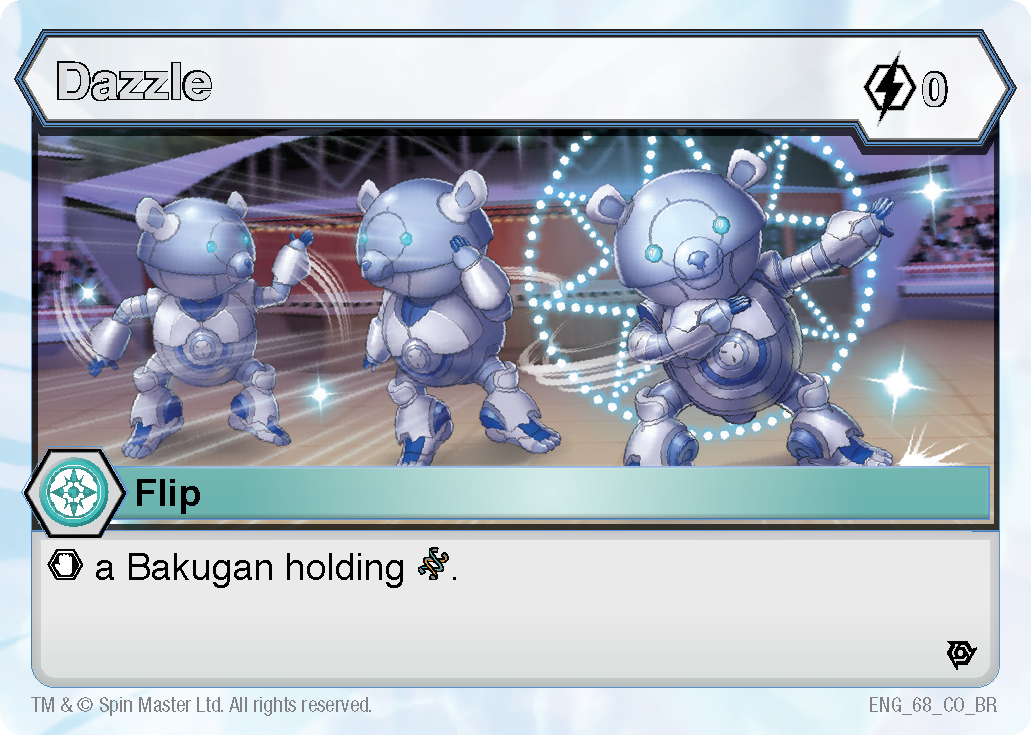 Dazzle
0
Flip
a Bakugan holding .
TM & © Spin Master Ltd. All rights reserved.
ENG_68_CO_BR